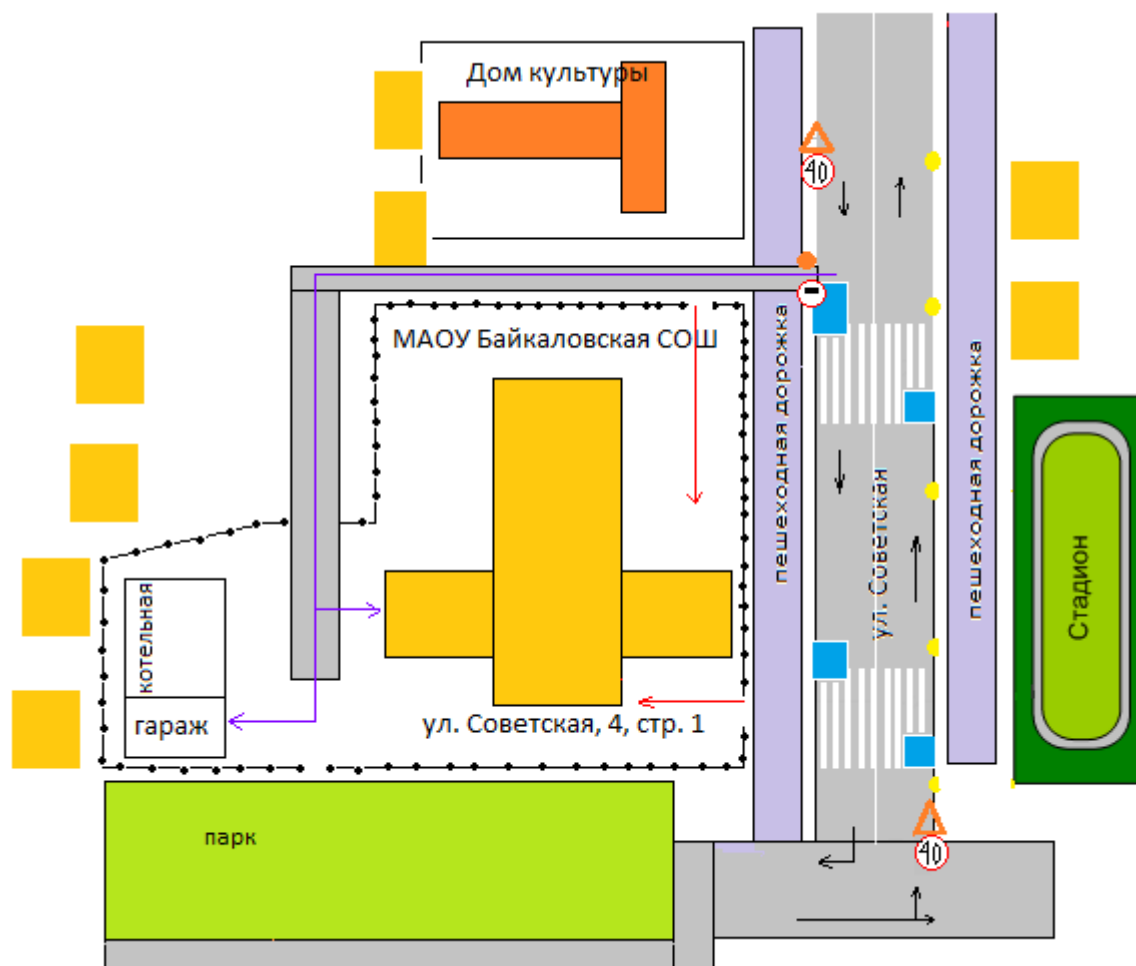 Дом культуры
40
МАОУ Байкаловская СОШ
пешеходная дорожка
ул. Советская
пешеходная дорожка
Стадион
котельная
гараж
ул. Советская, 4, стр. 1
парк
40